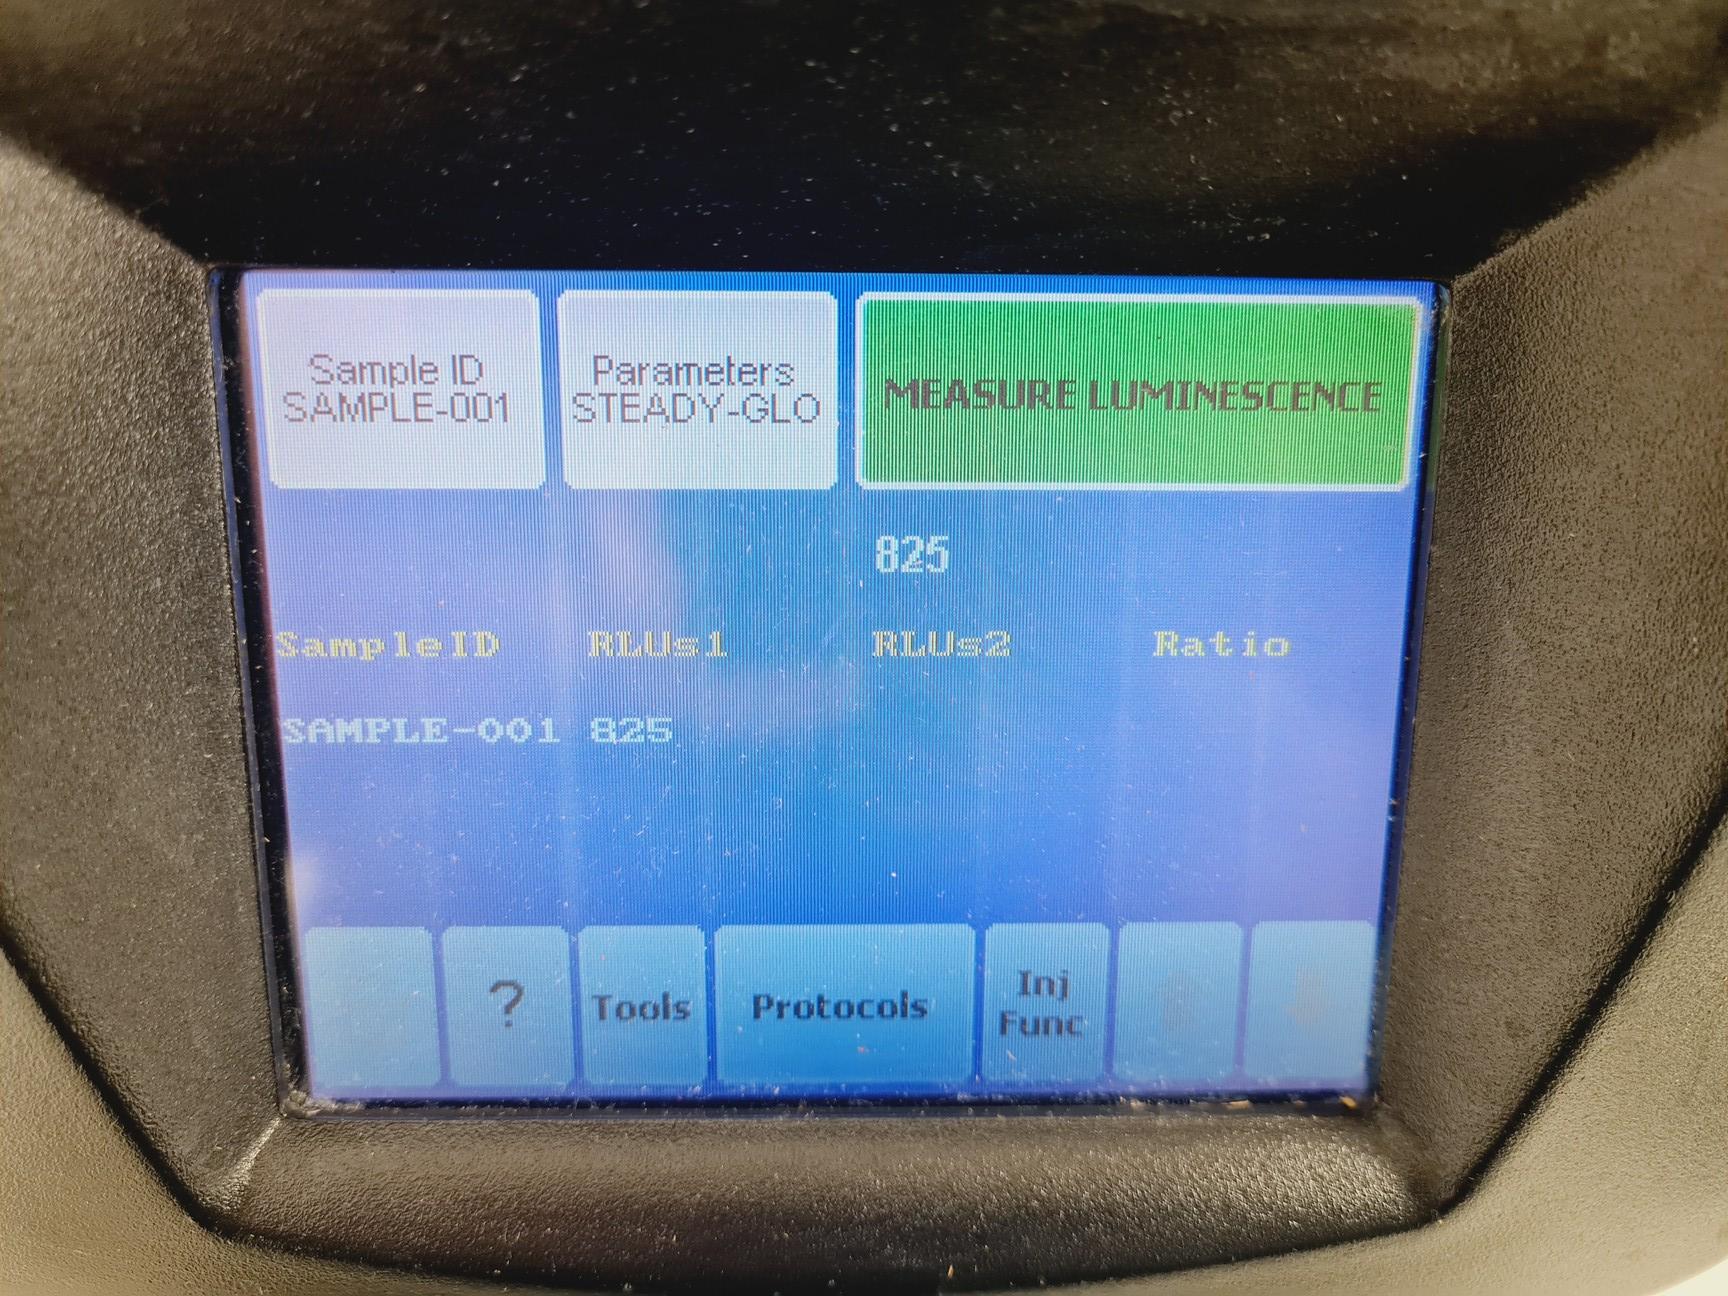 Sample ID
SAMPLE-001
Parameters
STEADY-GLO
MEASURE LUMINESCENCE
825
SampleID RLUs1 RLUs2 Ratio
SAMPLE-001 825
?
Tools
Protocols
Inj
Func